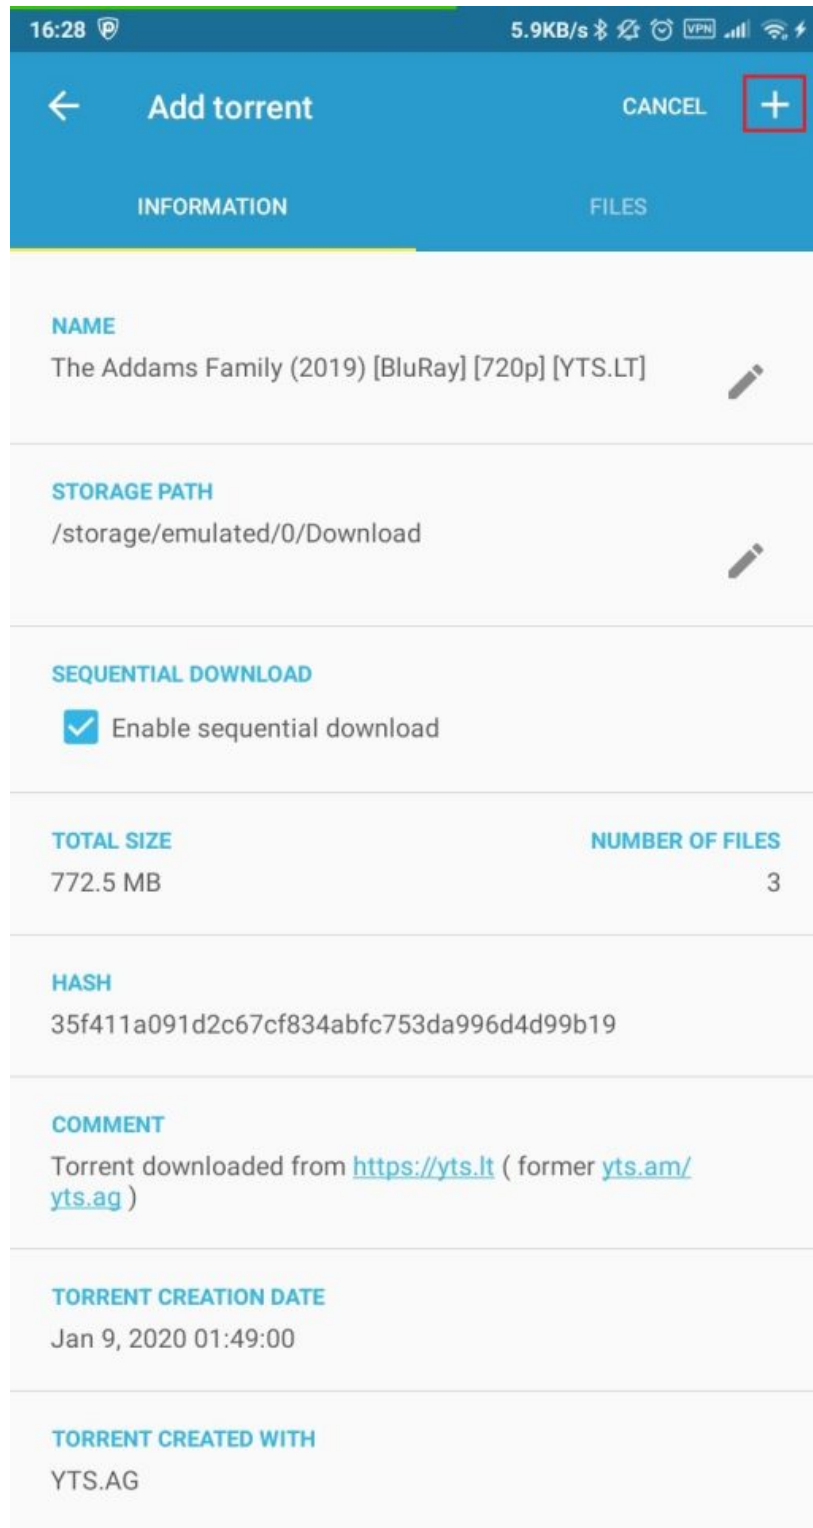 16:28 5.9KB/s VPN
Add torrent CANCEL +
INFORMATION FILES
NAME
The Addams Family (2019) [BluRay] [720p] [YTS.LT]
STORAGE PATH
/storage/emulated/0/Download
SEQUENTIAL DOWNLOAD
Enable sequential download
TOTAL SIZE NUMBER OF FILES
772.5 MB 3
HASH
35f411a091d2c67cf834abfc753da996d4d99b19
COMMENT
Torrent downloaded from https://yts.lt ( former yts.am/
yts.ag )
TORRENT CREATION DATE
Jan 9, 2020 01:49:00
TORRENT CREATED WITH
YTS.AG